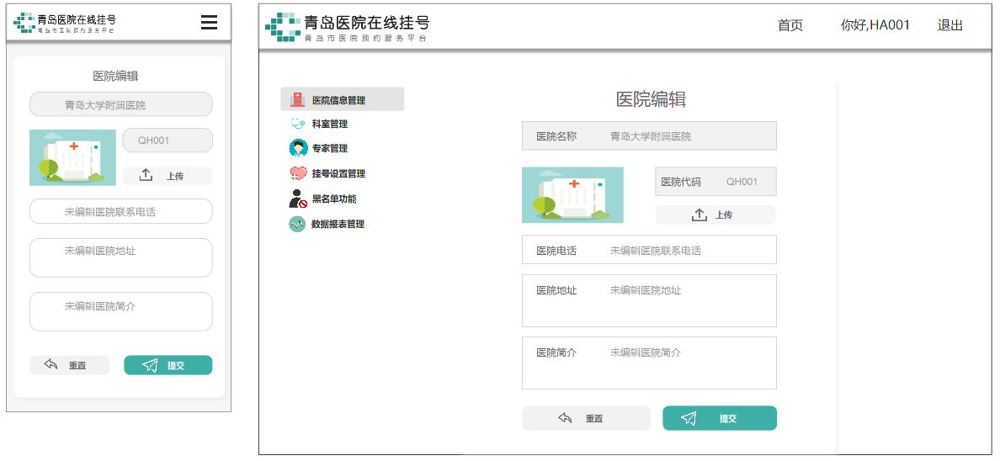 青岛医院在线挂号
青岛市医院预约服务平台
医院编辑
青岛大学附属医院
QH001
上传
未编辑医院联系电话
未编辑医院地址
未编辑医院简介
重置
提交
青岛医院在线挂号
青岛市医院预约服务平台
首页
你好,HA001
退出
医院信息管理
科室管理
专家管理
挂号设置管理
黑名单功能
数据报表管理
医院编辑
医院名称 青岛大学附属医院
医院代码 QH001
上传
医院电话 未编辑医院联系电话
医院地址 未编辑医院地址
医院简介 未编辑医院简介
重置
提交